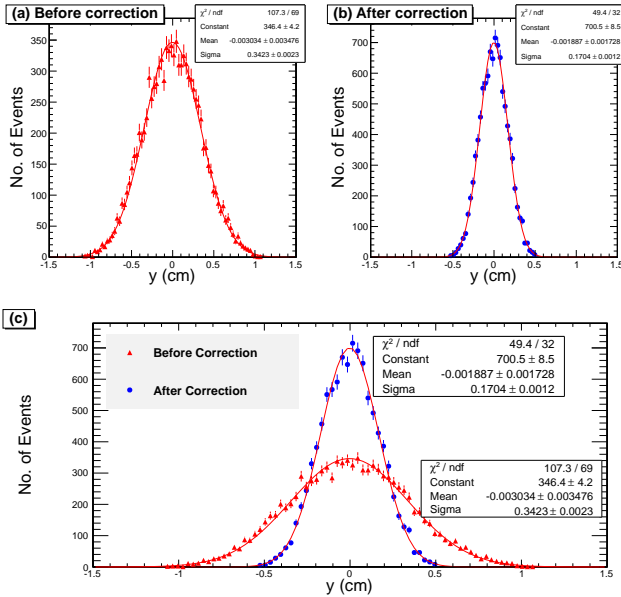 (a) Before correction
χ² / ndf 107.3 / 69
Constant 346.4 ± 4.2
Mean -0.003034 ± 0.003476
Sigma 0.3423 ± 0.0023
No. of Events
350
300
250
200
150
100
50
0
-1.5 -1 -0.5 0 0.5 1 1.5
y (cm)
(b) After correction
χ² / ndf 49.4 / 32
Constant 700.5 ± 8.5
Mean -0.001887 ± 0.001728
Sigma 0.1704 ± 0.0012
No. of Events
700
600
500
400
300
200
100
0
-1.5 -1 -0.5 0 0.5 1 1.5
y (cm)
(c)
Before Correction
After Correction
χ² / ndf 49.4 / 32
Constant 700.5 ± 8.5
Mean -0.001887 ± 0.001728
Sigma 0.1704 ± 0.0012
χ² / ndf 107.3 / 69
Constant 346.4 ± 4.2
Mean -0.003034 ± 0.003476
Sigma 0.3423 ± 0.0023
No. of Events
700
600
500
400
300
200
100
0
-1.5 -1 -0.5 0 0.5 1 1.5
y (cm)